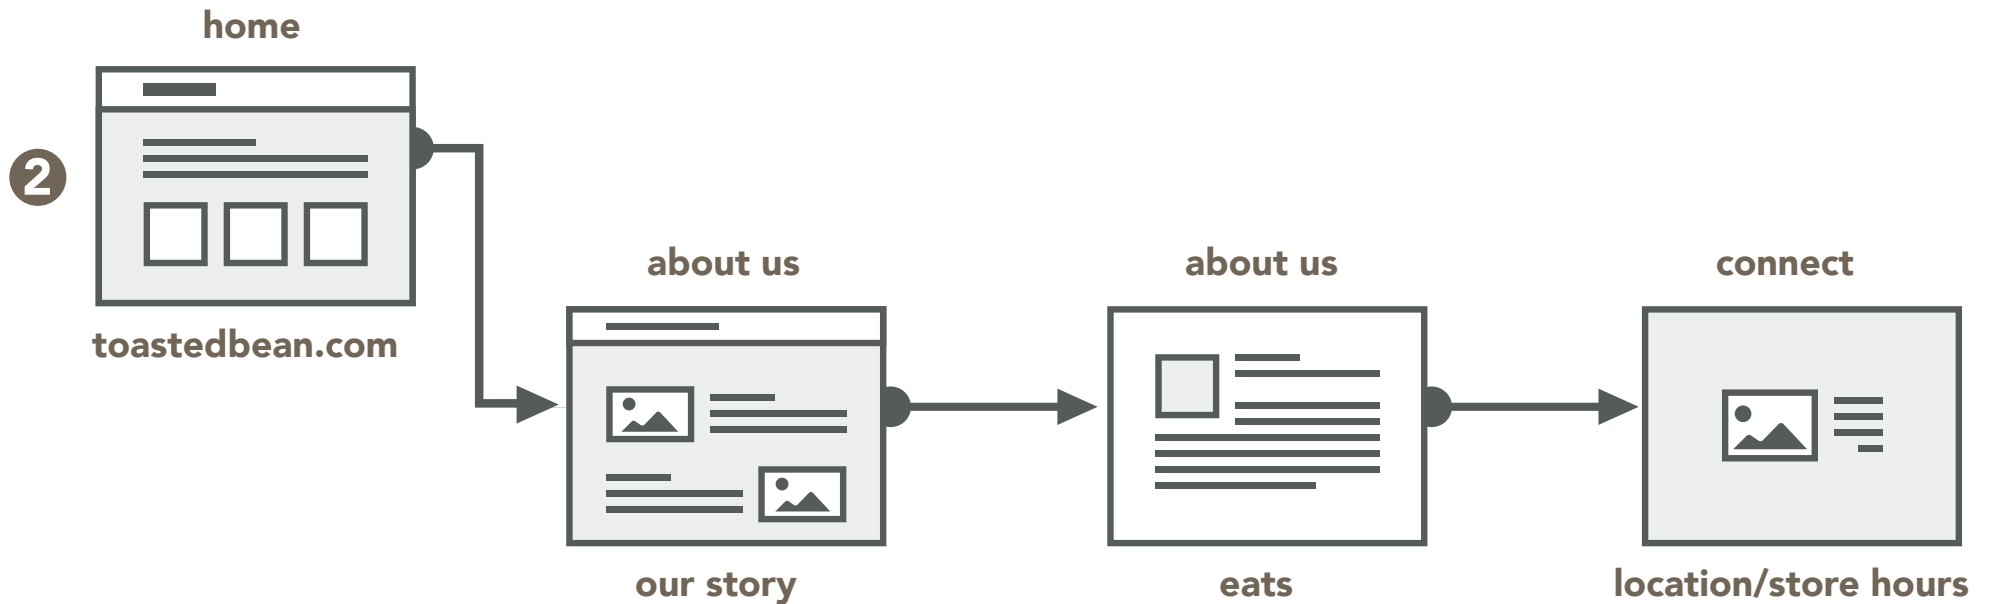 home
2
toastedbean.com
about us
our story
about us
eats
connect
location/store hours